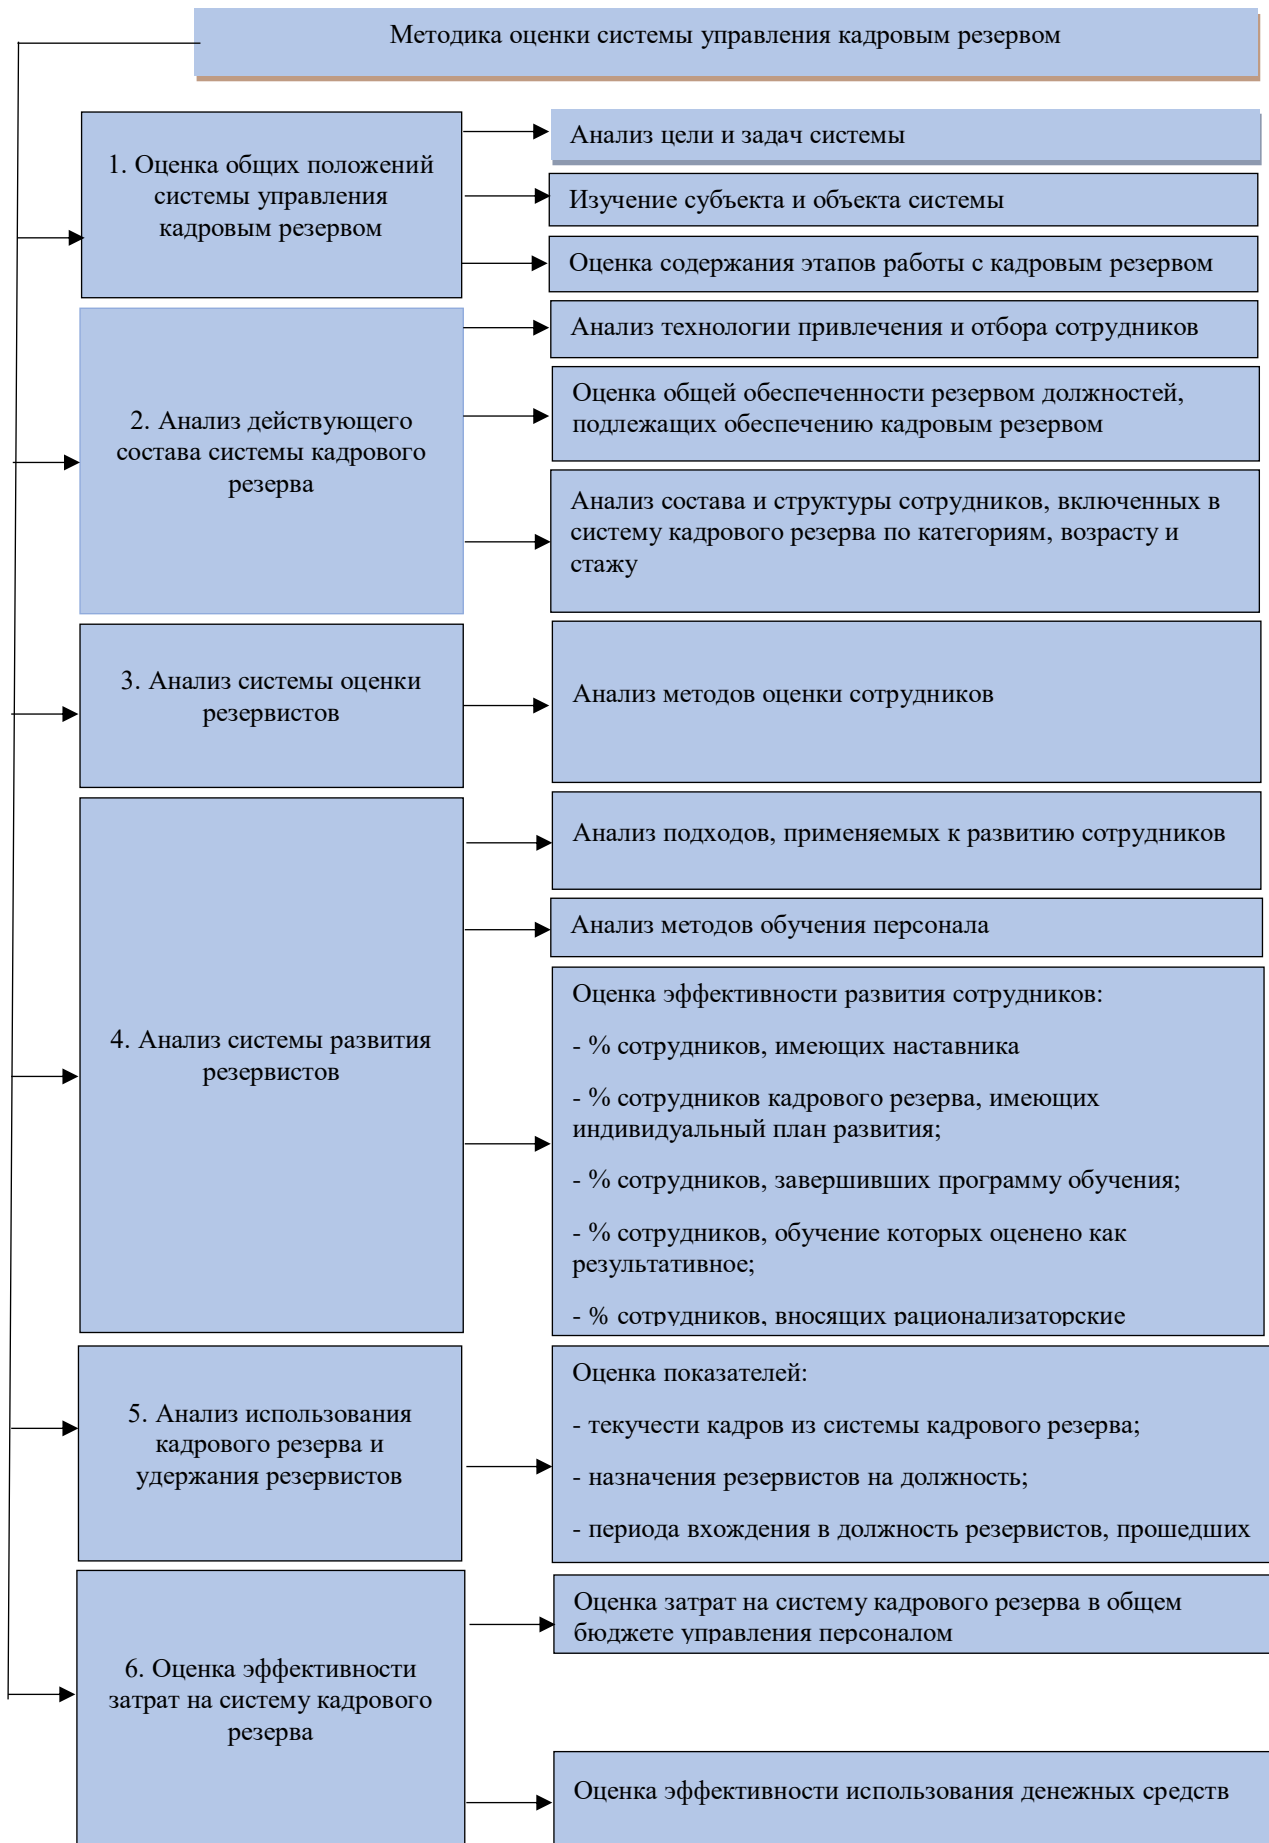 Методика оценки системы управления кадровым резервом
1. Оценка общих положений
системы управления
кадровым резервом
Анализ цели и задач системы
Изучение субъекта и объекта системы
Оценка содержания этапов работы с кадровым резервом
2. Анализ действующего
состава системы кадрового
резерва
Анализ технологии привлечения и отбора сотрудников
Оценка общей обеспеченности резервом должностей,
подлежащих обеспечению кадровым резервом
Анализ состава и структуры сотрудников, включенных в
систему кадрового резерва по категориям, возрасту и
стажу
3. Анализ системы оценки
резервистов
Анализ методов оценки сотрудников
4. Анализ системы развития
резервистов
Анализ подходов, применяемых к развитию сотрудников
Анализ методов обучения персонала
Оценка эффективности развития сотрудников:
- % сотрудников, имеющих наставника
- % сотрудников кадрового резерва, имеющих
индивидуальный план развития;
- % сотрудников, завершивших программу обучения;
- % сотрудников, обучение которых оценено как
результативное;
- % сотрудников, вносящих рационализаторские
5. Анализ использования
кадрового резерва и
удержания резервистов
Оценка показателей:
- текучести кадров из системы кадрового резерва;
- назначения резервистов на должность;
- периода вхождения в должность резервистов, прошедших
6. Оценка эффективности
затрат на систему кадрового
резерва
Оценка затрат на систему кадрового резерва в общем
бюджете управления персоналом
Оценка эффективности использования денежных средств